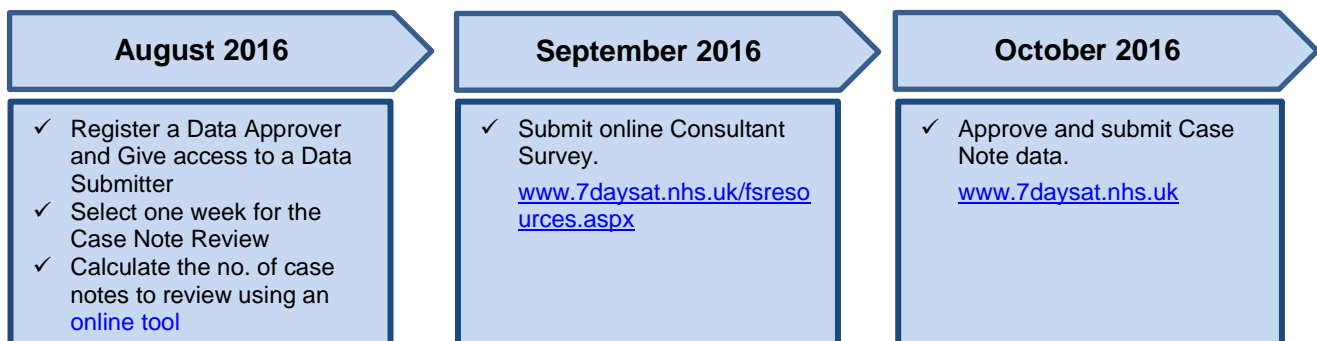 August 2016
✓ Register a Data Approver
and Give access to a Data
Submitter
✓ Select one week for the
Case Note Review
✓ Calculate the no. of case
notes to review using an
online tool
September 2016
✓ Submit online Consultant
Survey.
www.7daysat.nhs.uk/fsreso
urces.aspx
October 2016
✓ Approve and submit Case
Note data.
www.7daysat.nhs.uk